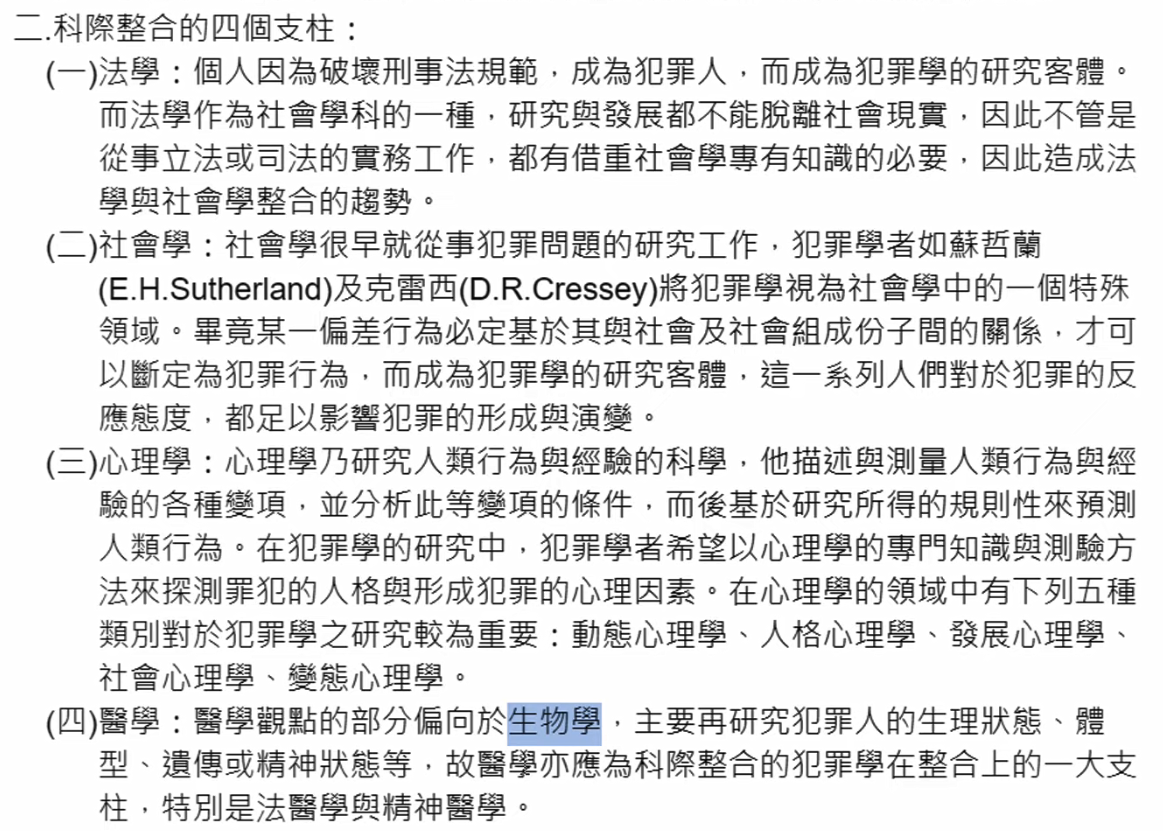 二.科際整合的四個支柱：
(一)法學：個人因為破壞刑事法規範，成為犯罪人，而成為犯罪學的研究客體。
而法學作為社會學科的一種，研究與發展都不能脫離社會現實，因此不管是
從事立法或司法的實務工作，都有借重社會學專有知識的必要，因此造成法
學與社會學整合的趨勢。
(二)社會學：社會學很早就從事犯罪問題的研究工作，犯罪學者如蘇哲蘭
(E.H.Sutherland)及克雷西(D.R.Cressey)將犯罪學視為社會學中的一個特殊
領域。畢竟某一偏差行為必定基於其與社會及社會組成份子間的關係，才可
以斷定為犯罪行為，而成為犯罪學的研究客體，這一系列人們對於犯罪的反
應態度，都足以影響犯罪的形成與演變。
(三)心理學：心理學乃研究人類行為與經驗的科學，他描述與測量人類行為與經
驗的各種變項，並分析此等變項的條件，而後基於研究所得的規則性來預測
人類行為。在犯罪學的研究中，犯罪學者希望以心理學的專門知識與測驗方
法來探測罪犯的人格與形成犯罪的心理因素。在心理學的領域中有下列五種
類別對於犯罪學之研究較為重要：動態心理學、人格心理學、發展心理學、
社會心理學、變態心理學。
(四)醫學：醫學觀點的部分偏向於生物學，主要再研究犯罪人的生理狀態、體
型、遺傳或精神狀態等，故醫學亦應為科際整合的犯罪學在整合上的一大支
柱，特別是法醫學與精神醫學。